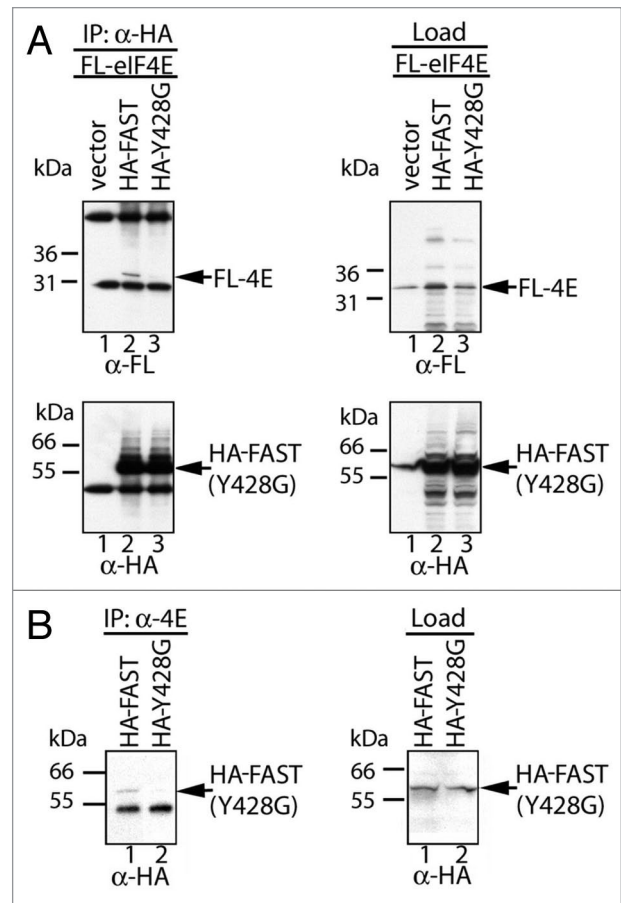 A
IP: α-HA
FL-eIF4E
vector
HA-FAST
HA-Y428G
kDa
36
31
FL-4E
1 2 3
α-FL
Load
FL-eIF4E
vector
HA-FAST
HA-Y428G
kDa
36
31
FL-4E
1 2 3
α-FL
kDa
66
55
HA-FAST
(Y428G)
1 2 3
α-HA
kDa
66
55
HA-FAST
(Y428G)
1 2 3
α-HA
B
IP: α-4E
HA-FAST
HA-Y428G
kDa
66
55
HA-FAST
(Y428G)
1 2
α-HA
Load
HA-FAST
HA-Y428G
kDa
66
55
HA-FAST
(Y428G)
1 2
α-HA